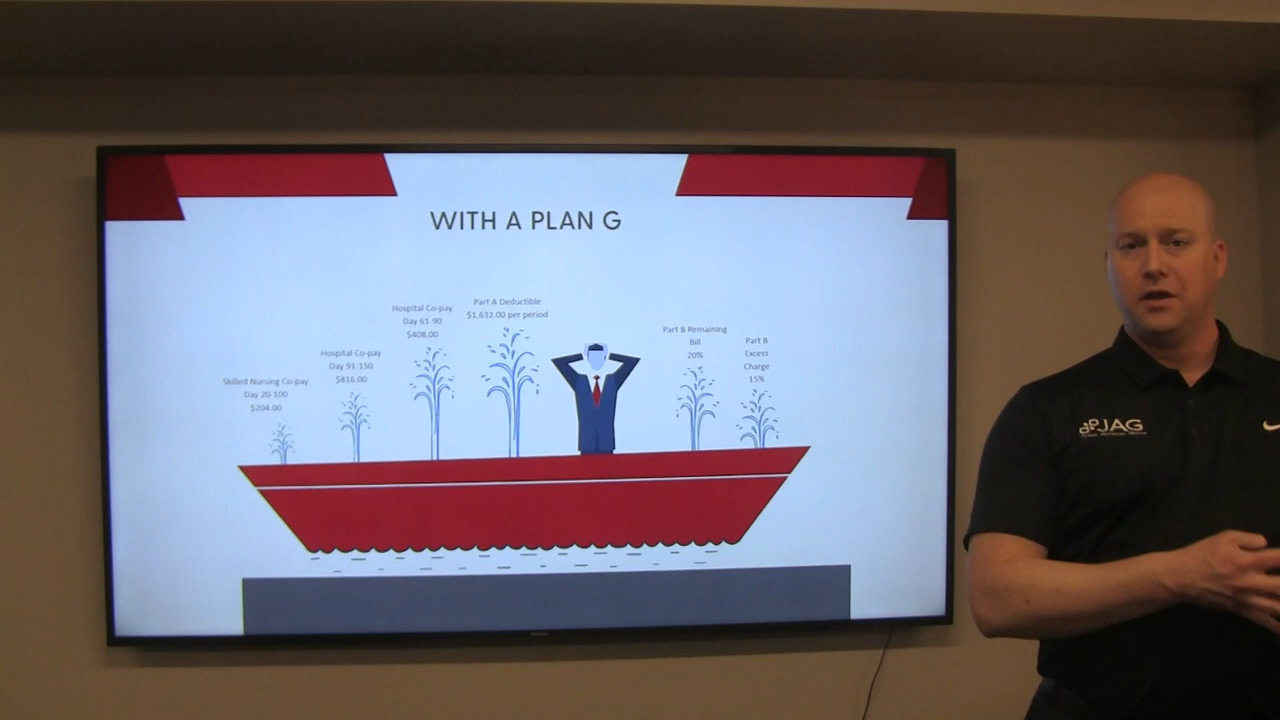 WITH A PLAN G
Part A Deductible
$1,632.00 per period
Hospital Co-pay
Day 61-90
$408.00
Part B Remaining
Bill
20%
Part B
Excess
Charge
15%
Hospital Co-pay
Day 91-150
$816.00
Skilled Nursing Co-pay
Day 20-100
$204.00
JAG